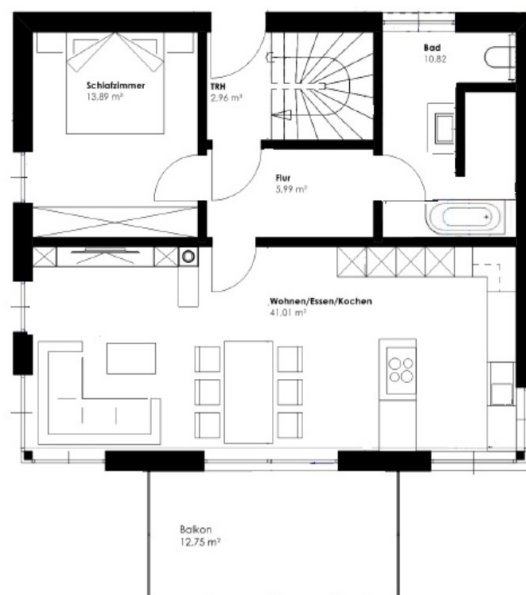 Schlafzimmer
13,89 m²
TRH
2,96 m²
Bad
10.82
Flur
5,99 m²
Wohnen/Essen/Kochen
41,01 m²
Balkon
12,75 m²